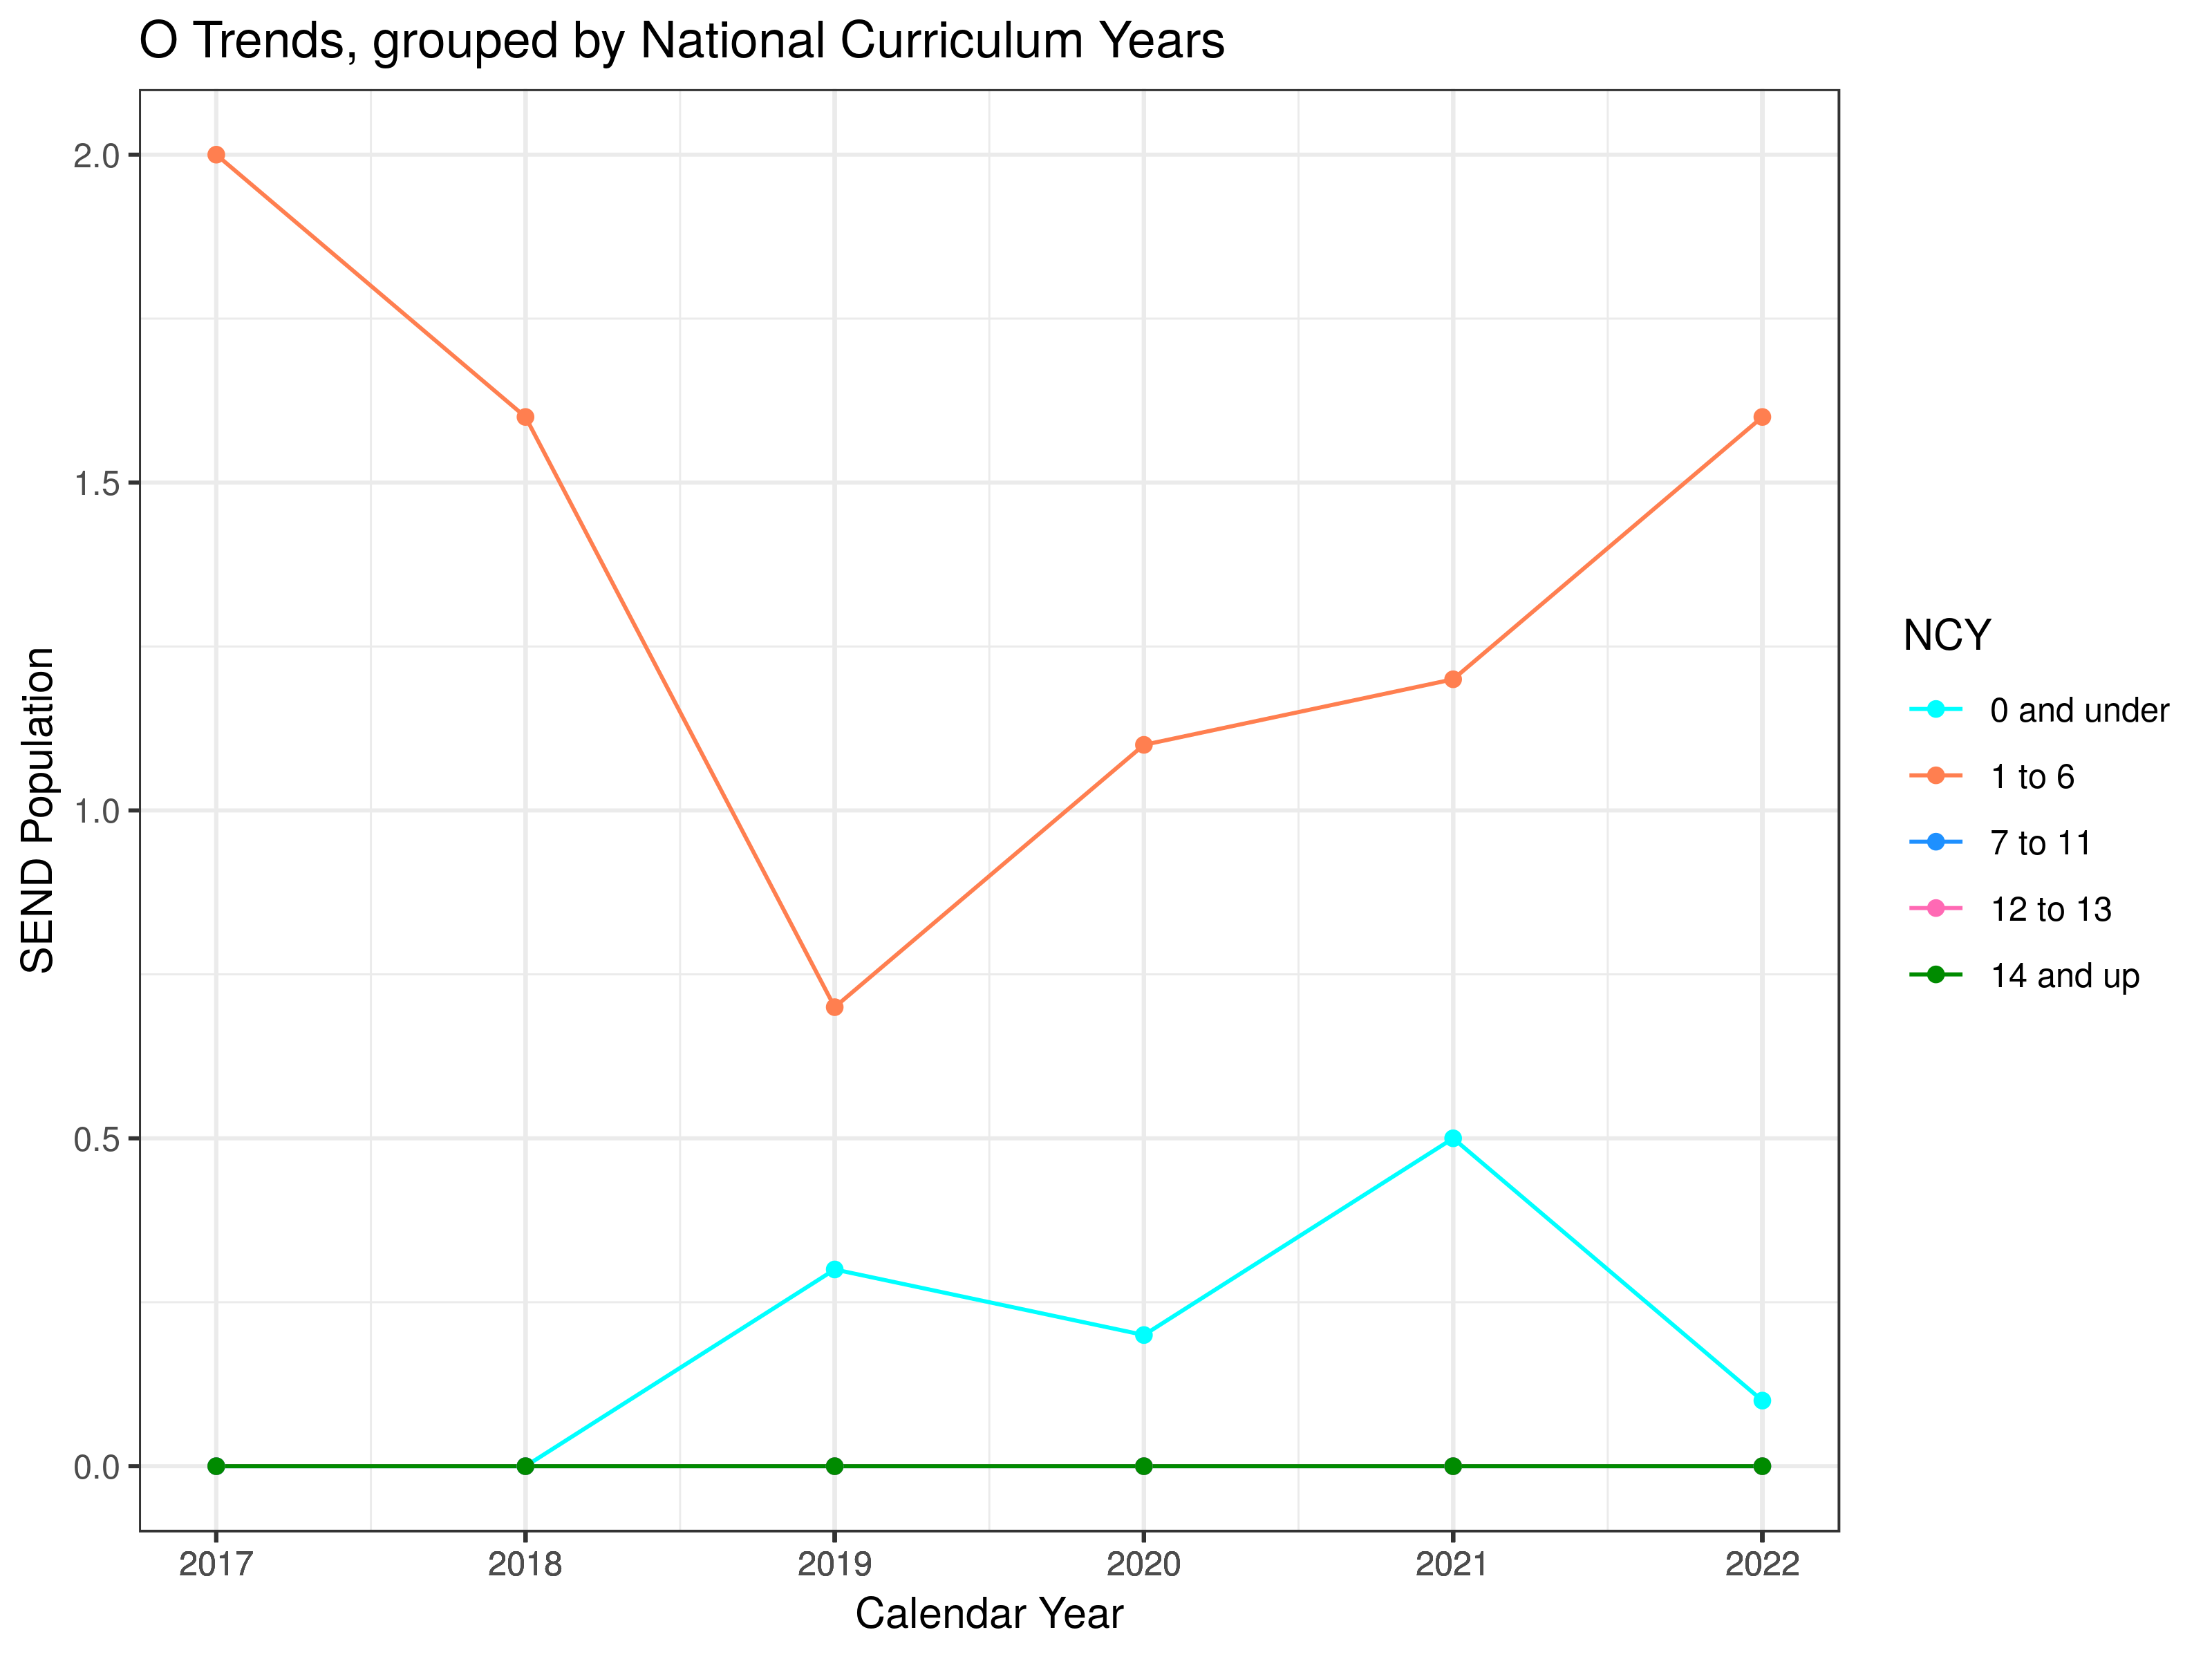 O Trends, grouped by National Curriculum Years
2.0
1.5
1.0
0.5
0.0
SEND Population
2017 2018 2019 2020 2021 2022
Calendar Year
NCY
0 and under
1 to 6
7 to 11
12 to 13
14 and up